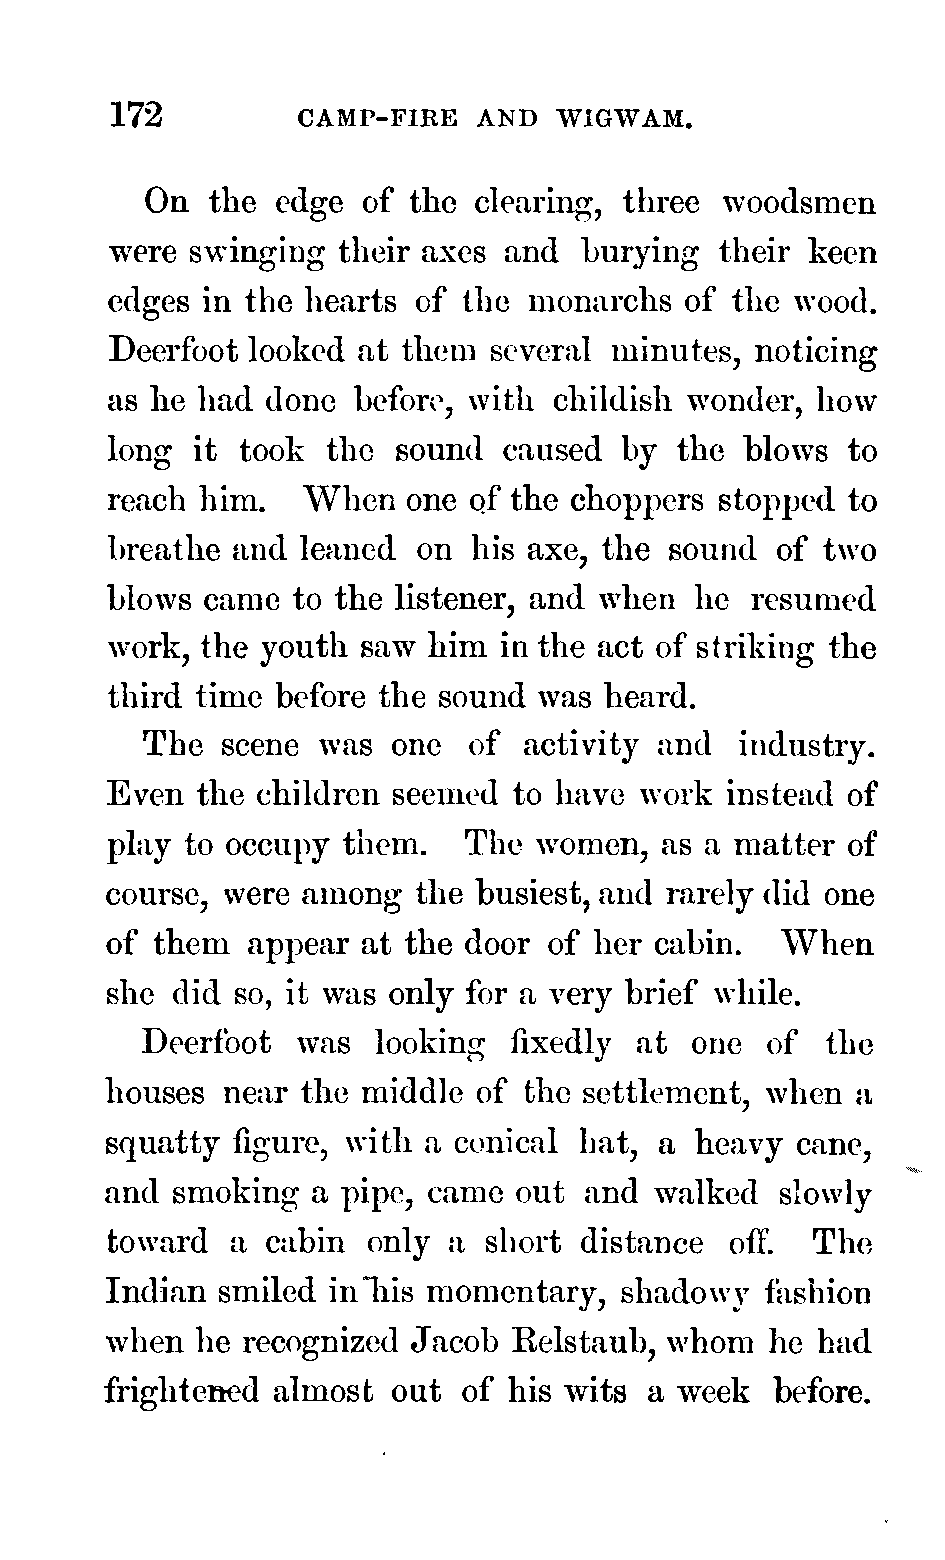 172 CAMP-FIRE AND WIGWAM.
On the edge of the clearing, three woodsmen
were swinging their axes and burying their keen
edges in the hearts of the monarchs of the wood.
Deerfoot looked at them several minutes, noticing
as he had done before, with childish wonder, how
long it took the sound caused by the blows to
reach him. When one of the choppers stopped to
breathe and leaned on his axe, the sound of two
blows came to the listener, and when he resumed
work, the youth saw him in the act of striking the
third time before the sound was heard.
The scene was one of activity and industry.
Even the children seemed to have work instead of
play to occupy them. The women, as a matter of
course, were among the busiest, and rarely did one
of them appear at the door of her cabin. When
she did so, it was only for a very brief while.
Deerfoot was looking fixedly at one of the
houses near the middle of the settlement, when a
squatty figure, with a conical hat, a heavy cane,
and smoking a pipe, came out and walked slowly
toward a cabin only a short distance off. The
Indian smiled in his momentary, shadowy fashion
when he recognized Jacob Relstaub, whom he had
frightened almost out of his wits a week before.